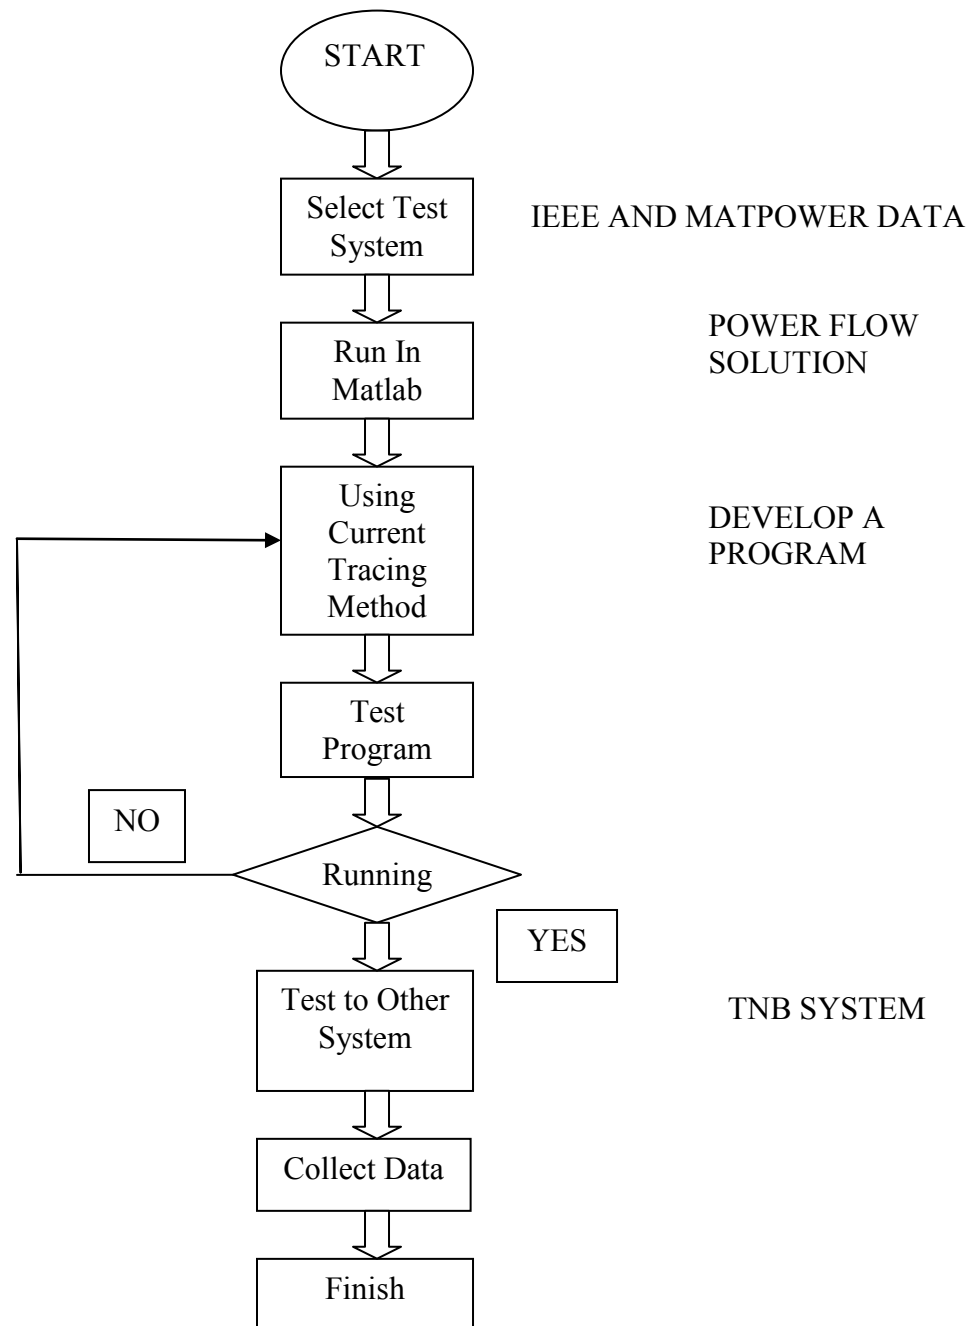 START
Select Test
System
IEEE AND MATPOWER DATA
Run In
Matlab
POWER FLOW
SOLUTION
Using
Current
Tracing
Method
DEVELOP A
PROGRAM
Test
Program
NO
Running
YES
Test to Other
System
TNB SYSTEM
Collect Data
Finish